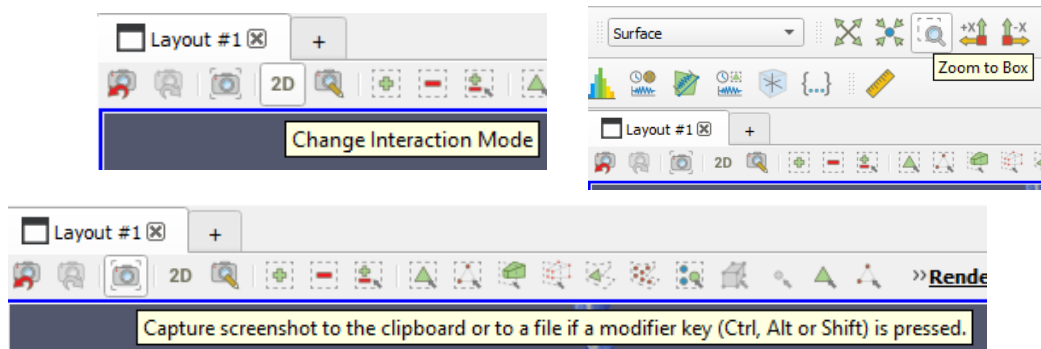 Layout #1
+
2D
Change Interaction Mode
Surface
+X
-X
Zoom to Box
{...}
Layout #1
+
2D
Layout #1
+
2D
»Rende
Capture screenshot to the clipboard or to a file if a modifier key (Ctrl, Alt or Shift) is pressed.